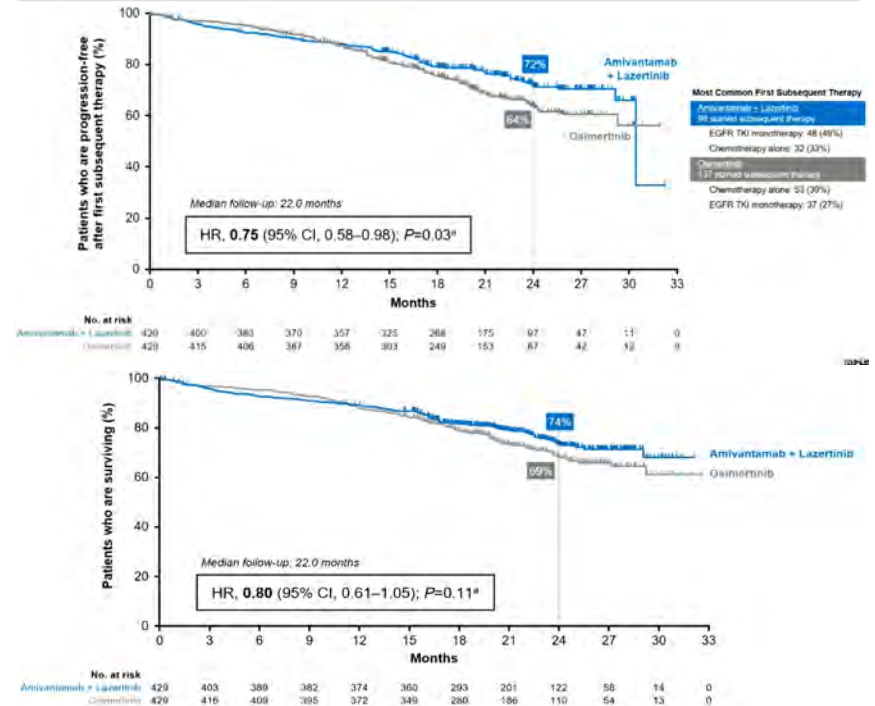 Patients who are progression-free
after first subsequent therapy (%)
100
80
60
40
20
0
72%
64%
Amivantamab
+ Lazertinib
Osimertinib
Median follow-up: 22.0 months
HR, 0.75 (95% CI, 0.58–0.98); P=0.03ª
0 3 6 9 12 15 18 21 24 27 30 33
Months
Most Common First Subsequent Therapy
Amivantamab + Lazertinib
98 started subsequent therapy
EGFR TKI monotherapy: 48 (49%)
Chemotherapy alone: 32 (33%)
Osimertinib
137 started subsequent therapy
Chemotherapy alone: 53 (39%)
EGFR TKI monotherapy: 37 (27%)
No. at risk
Amivantamab + Lazertinib 429 400 383 370 357 325 268 175 97 47 11 0
Osimertinib 429 415 406 387 358 303 249 153 87 42 12 0
Patients who are surviving (%)
100
80
60
40
20
0
74%
69%
Amivantamab + Lazertinib
Osimertinib
Median follow-up: 22.0 months
HR, 0.80 (95% CI, 0.61–1.05); P=0.11ª
0 3 6 9 12 15 18 21 24 27 30 33
Months
No. at risk
Amivantamab + Lazertinib 429 403 389 382 374 360 293 201 122 58 14 0
Osimertinib 429 416 409 395 372 349 280 186 110 54 13 0